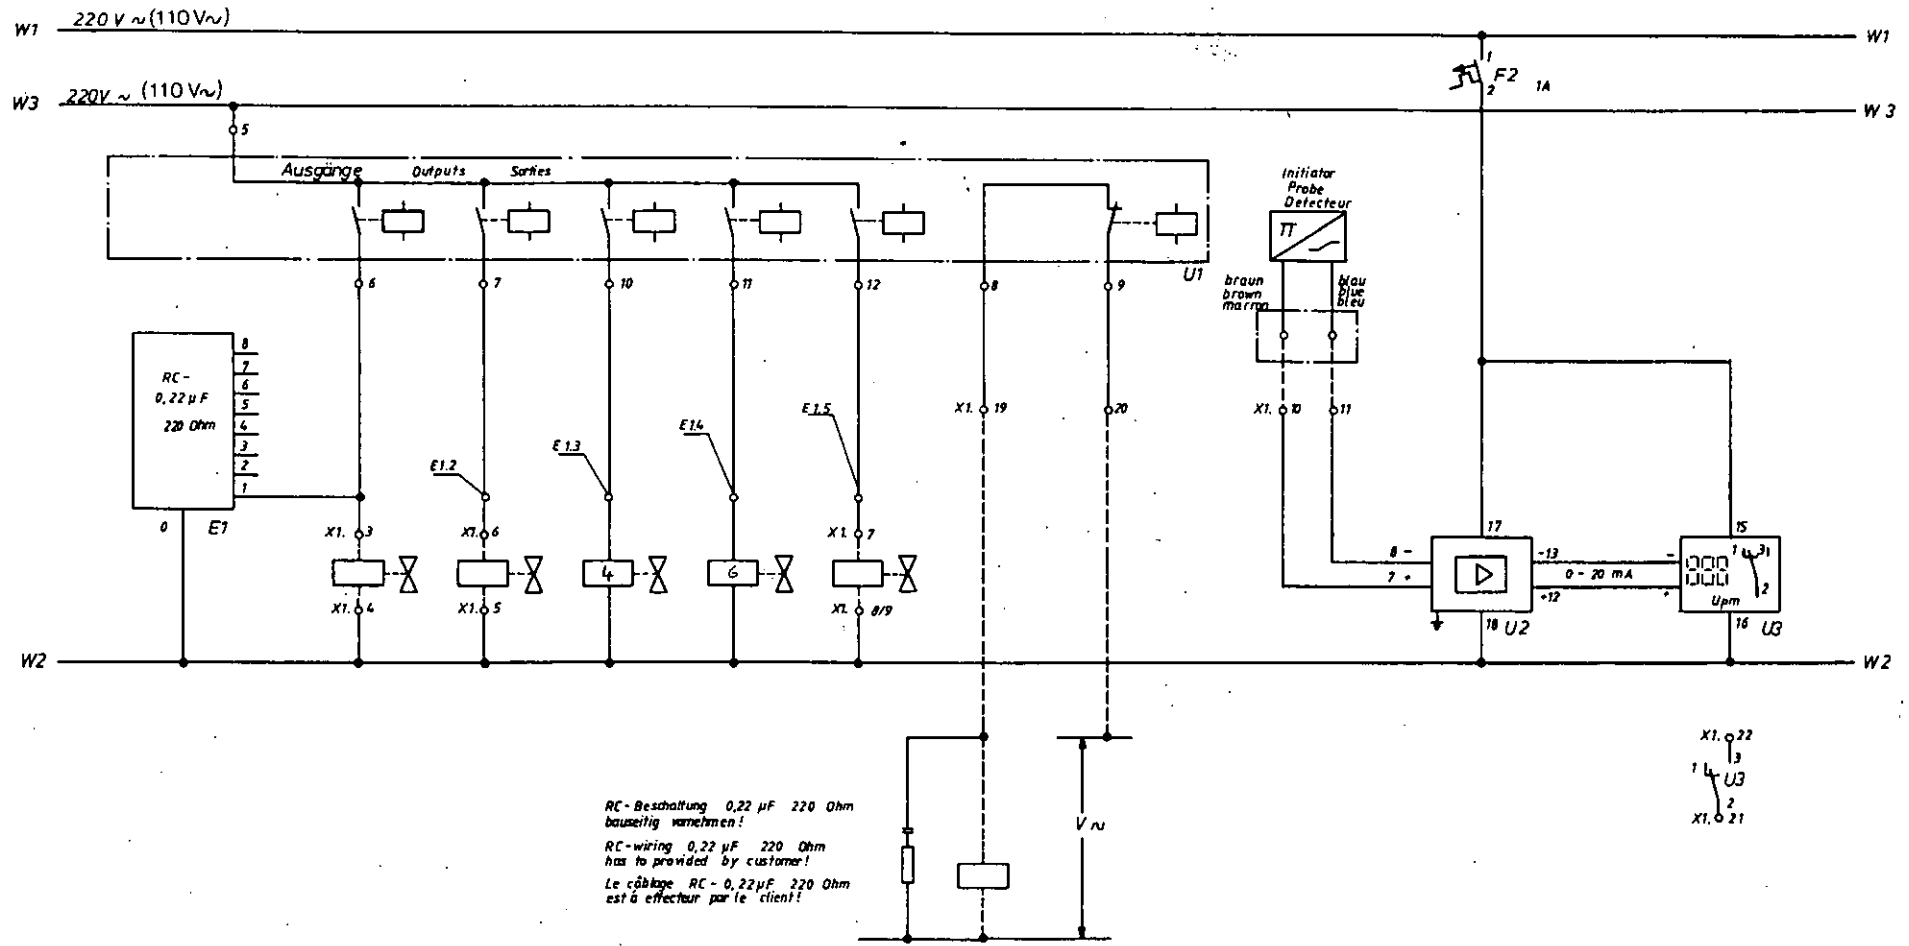 W1 220 V ~ (110 V~) W1
1
F2 1A
2
W3 220V ~ (110 V~) W3
5
Ausgänge Outputs Sorties
U1
6 7 10 11 12 8 9
Initiator
Probe
Detecteur
braun
brown
marron
blau
blue
bleu
RC-
0,22 µF
220 Ohm
8
7
6
5
4
3
2
1
0 E1
E1.2
E1.3
E1.4
E1.5
X1. 19 20
X1. 10 11
X1. 3
X1. 6
X1. 7
4
6
X1. 4
X1. 5
X1. 8/9
17
15
8 -
7 +
-13
0 - 20 mA
+12
-
+
1 3
2
Upm
18 U2
16 U3
W2 W2
RC-Beschaltung 0,22 µF 220 Ohm
bauseitig vornehmen!
RC-wiring 0,22 µF 220 Ohm
has to provided by customer!
Le câblage RC - 0,22µF 220 Ohm
est à effecteur par le client!
V ~
X1. 22
3
1 U3
2
X1. 21